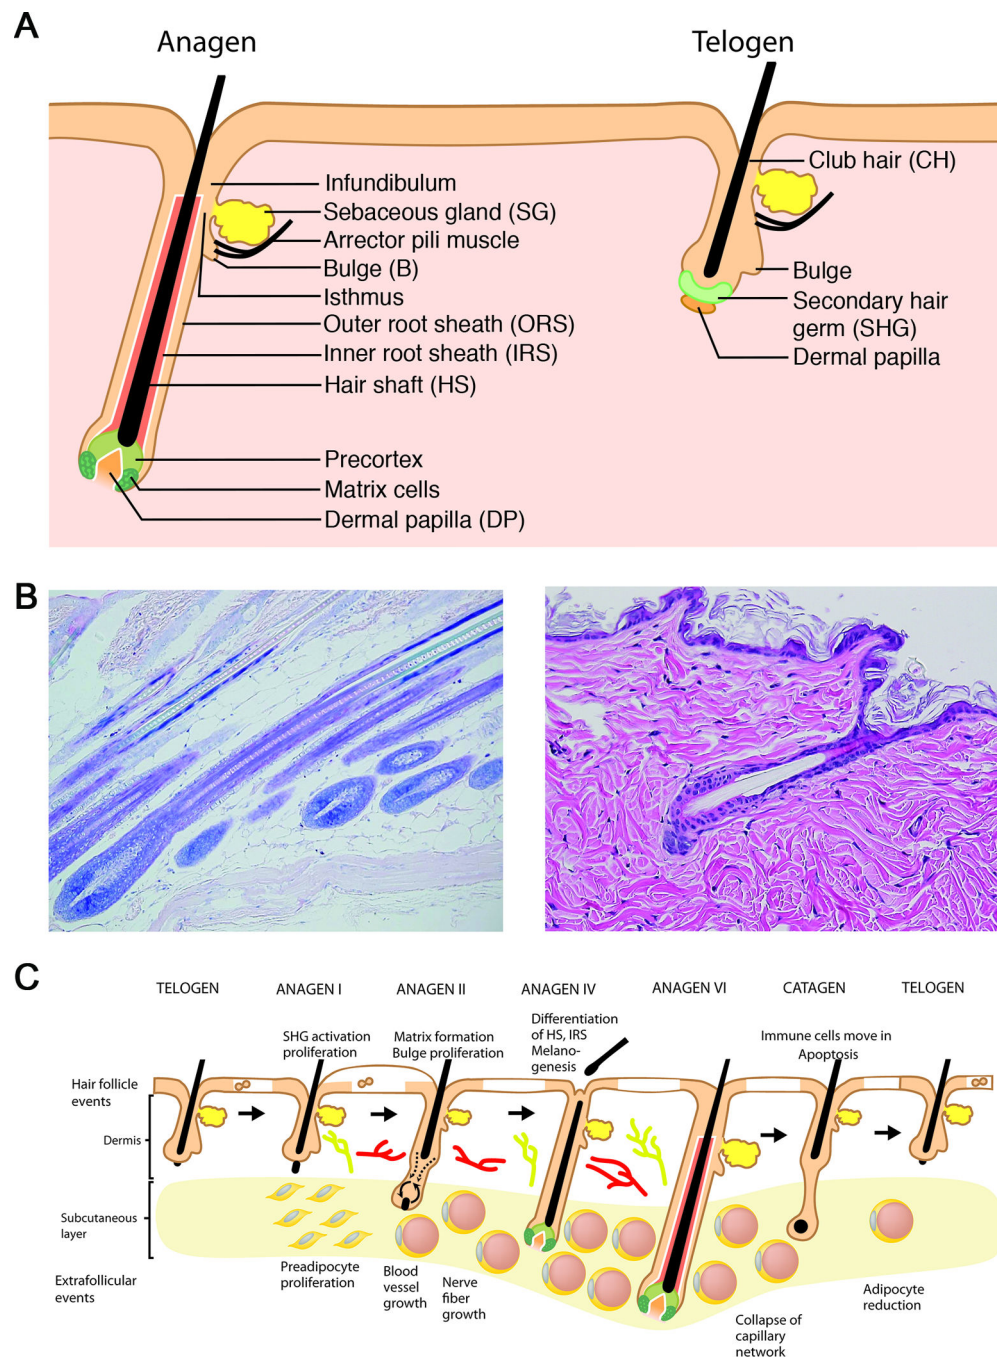 A
Anagen
Telogen
Club hair (CH)
Infundibulum
Sebaceous gland (SG)
Arrector pili muscle
Bulge (B)
Isthmus
Outer root sheath (ORS)
Inner root sheath (IRS)
Hair shaft (HS)
Precortex
Matrix cells
Dermal papilla (DP)
Bulge
Secondary hair
germ (SHG)
Dermal papilla
B
C
TELOGEN
ANAGEN I
ANAGEN II
ANAGEN IV
ANAGEN VI
CATAGEN
TELOGEN
SHG activation
proliferation
Matrix formation
Bulge proliferation
Differentiation
of HS, IRS
Melano-
genesis
Immune cells move in
Apoptosis
Hair follicle
events
Dermis
Subcutaneous
layer
Extrafollicular
events
Preadipocyte
proliferation
Blood
vessel
growth
Nerve
fiber
growth
Collapse of
capillary
network
Adipocyte
reduction